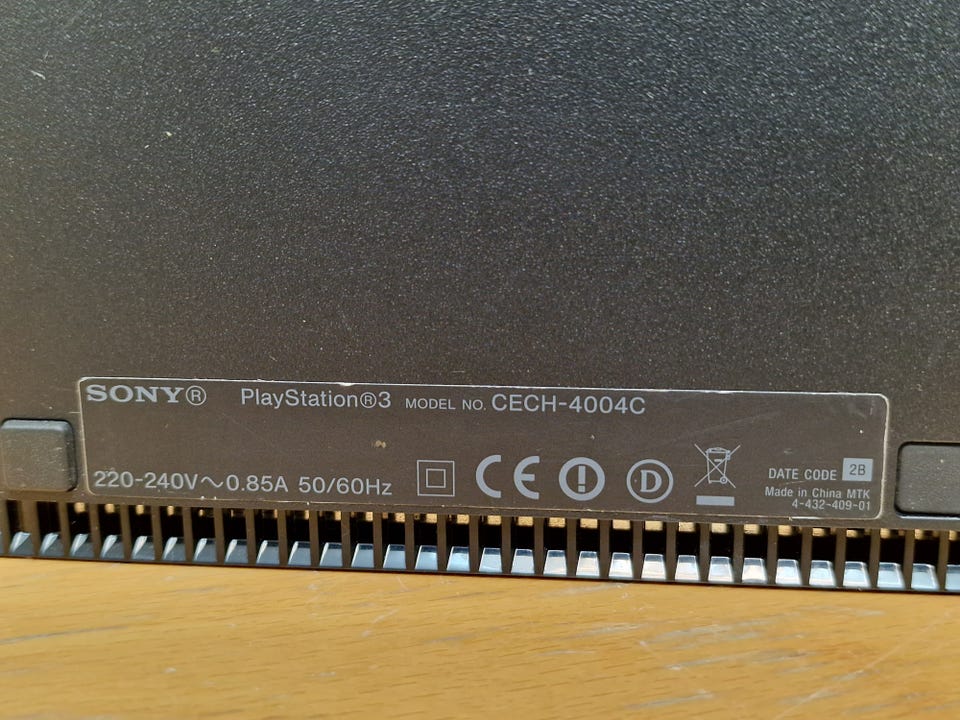 SONY® PlayStation®3 MODEL NO. CECH-4004C
220-240V～0.85A 50/60Hz CE D DATE CODE 2B
Made in China MTK
4-432-409-01